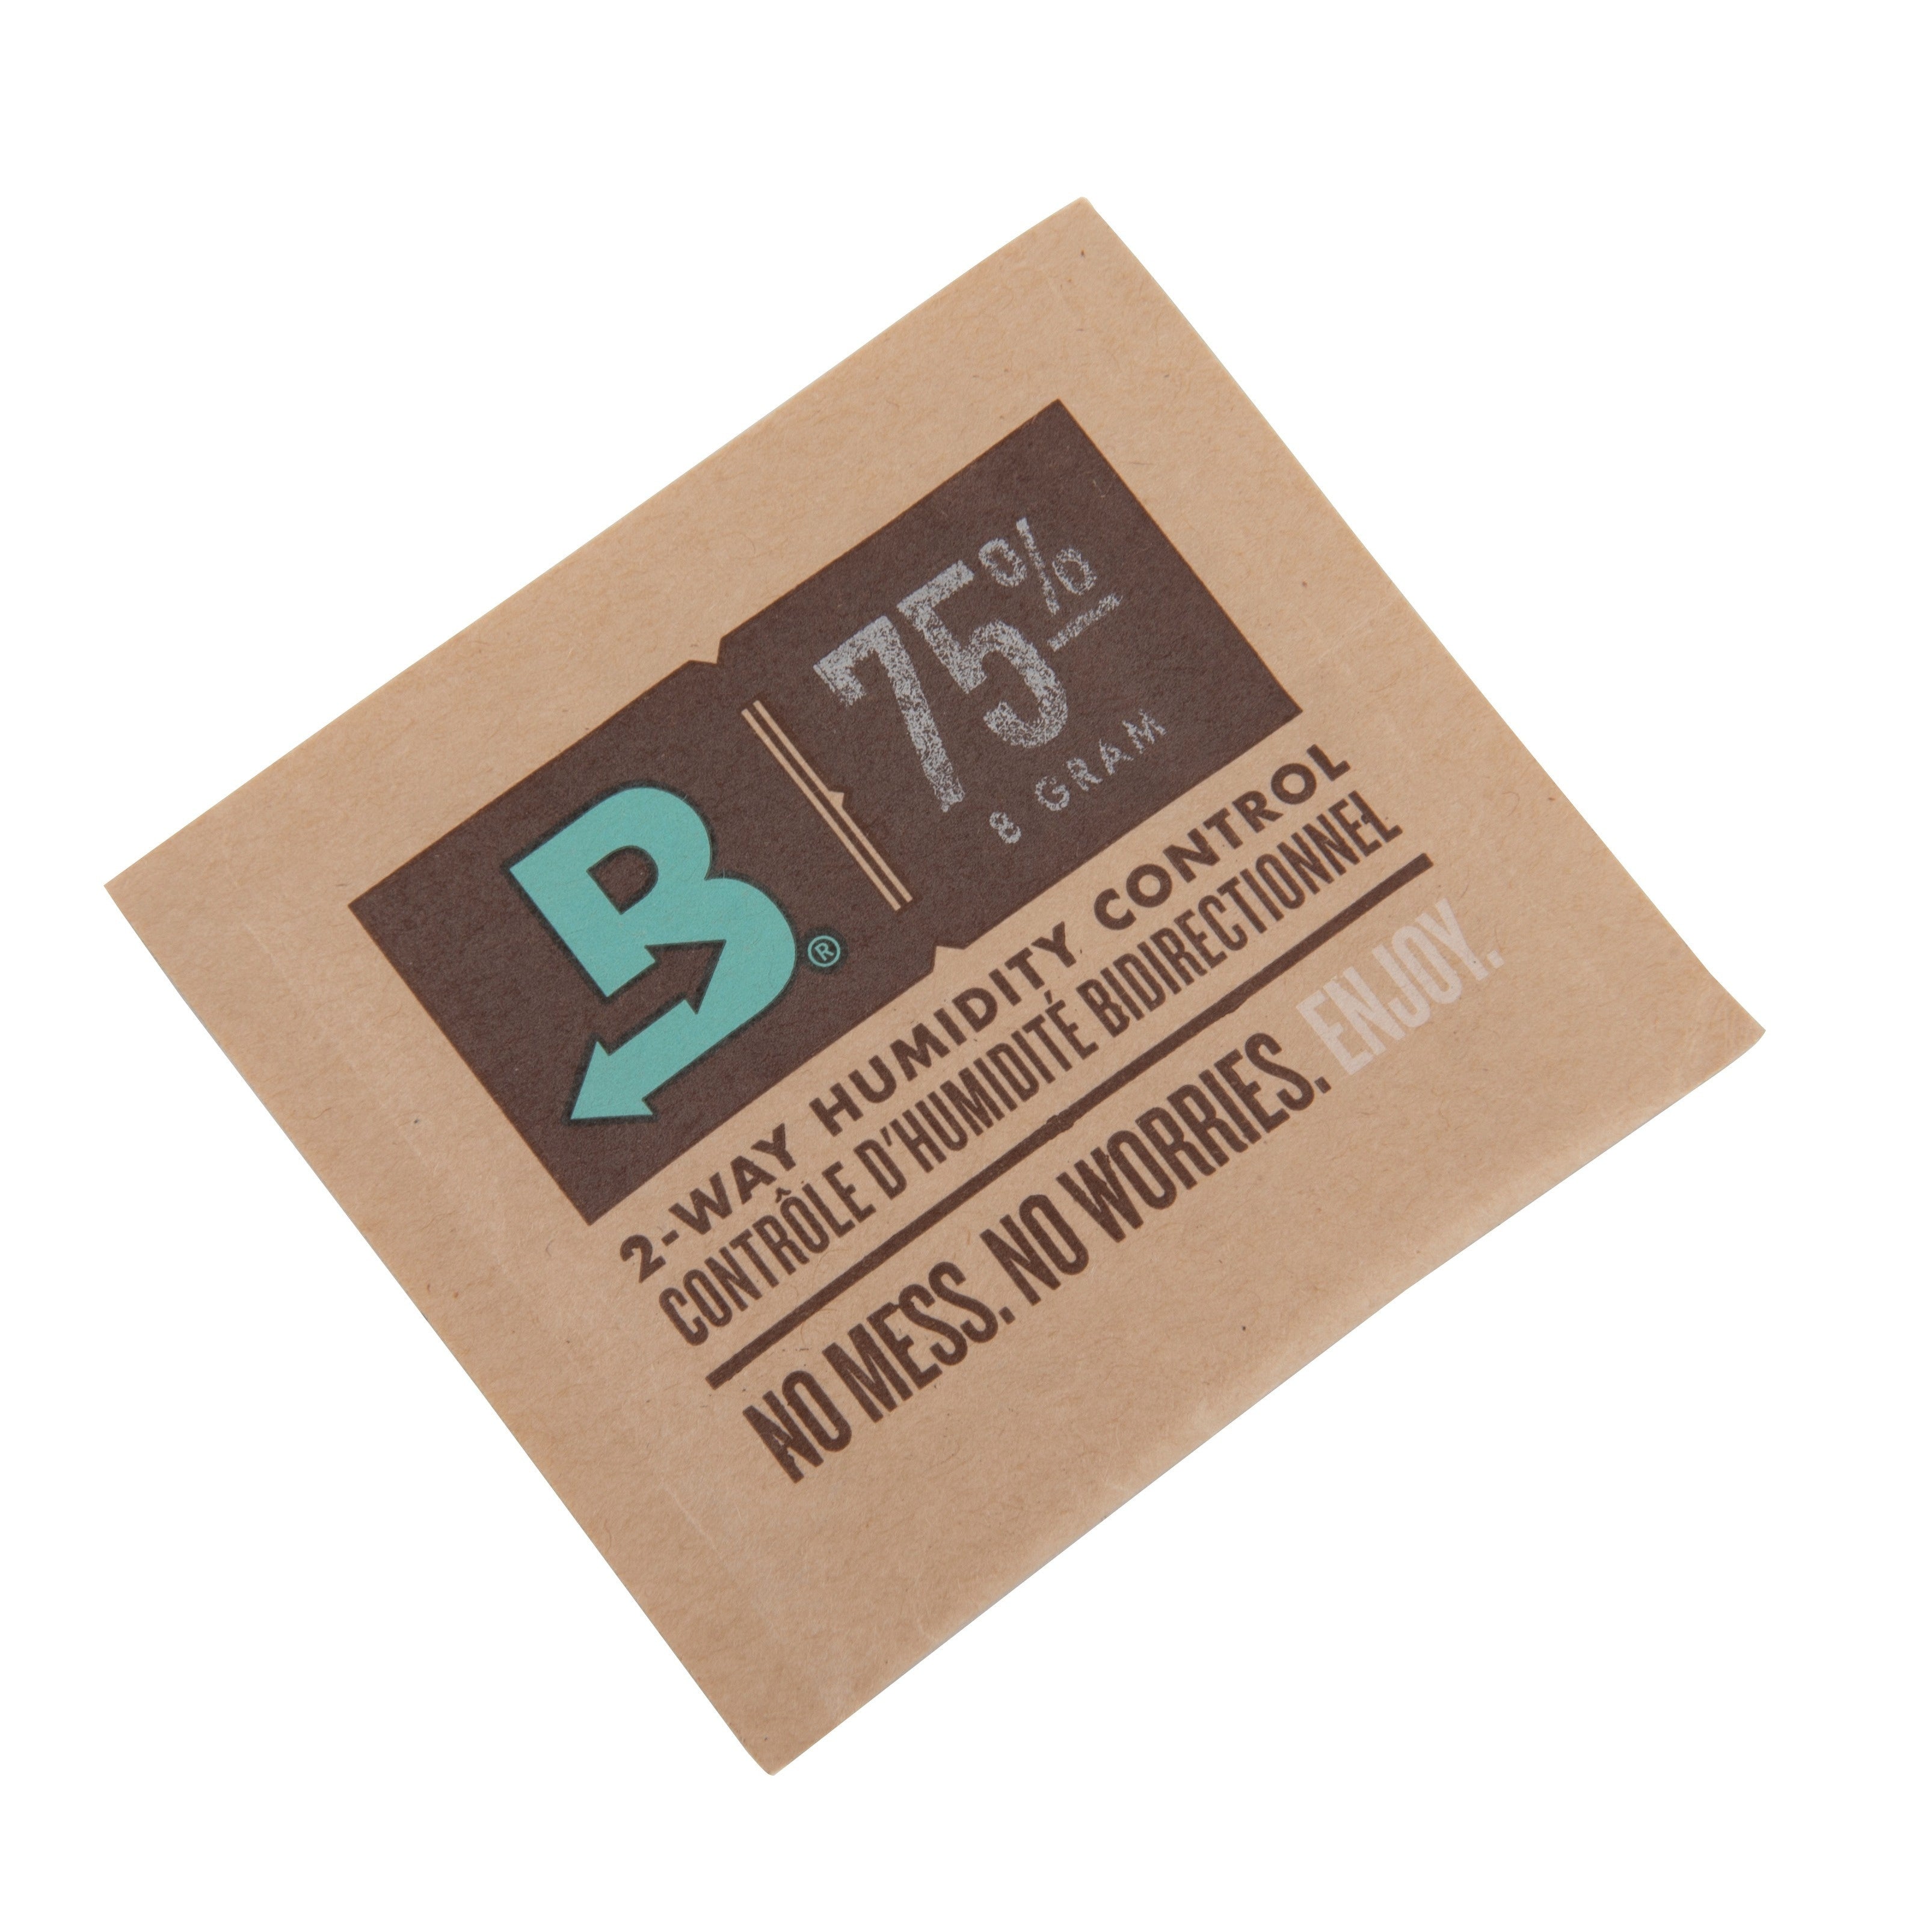 B®
75%
8 GRAM
2-WAY HUMIDITY CONTROL
CONTRÔLE D'HUMIDITÉ BIDIRECTIONNEL
NO MESS. NO WORRIES. ENJOY.